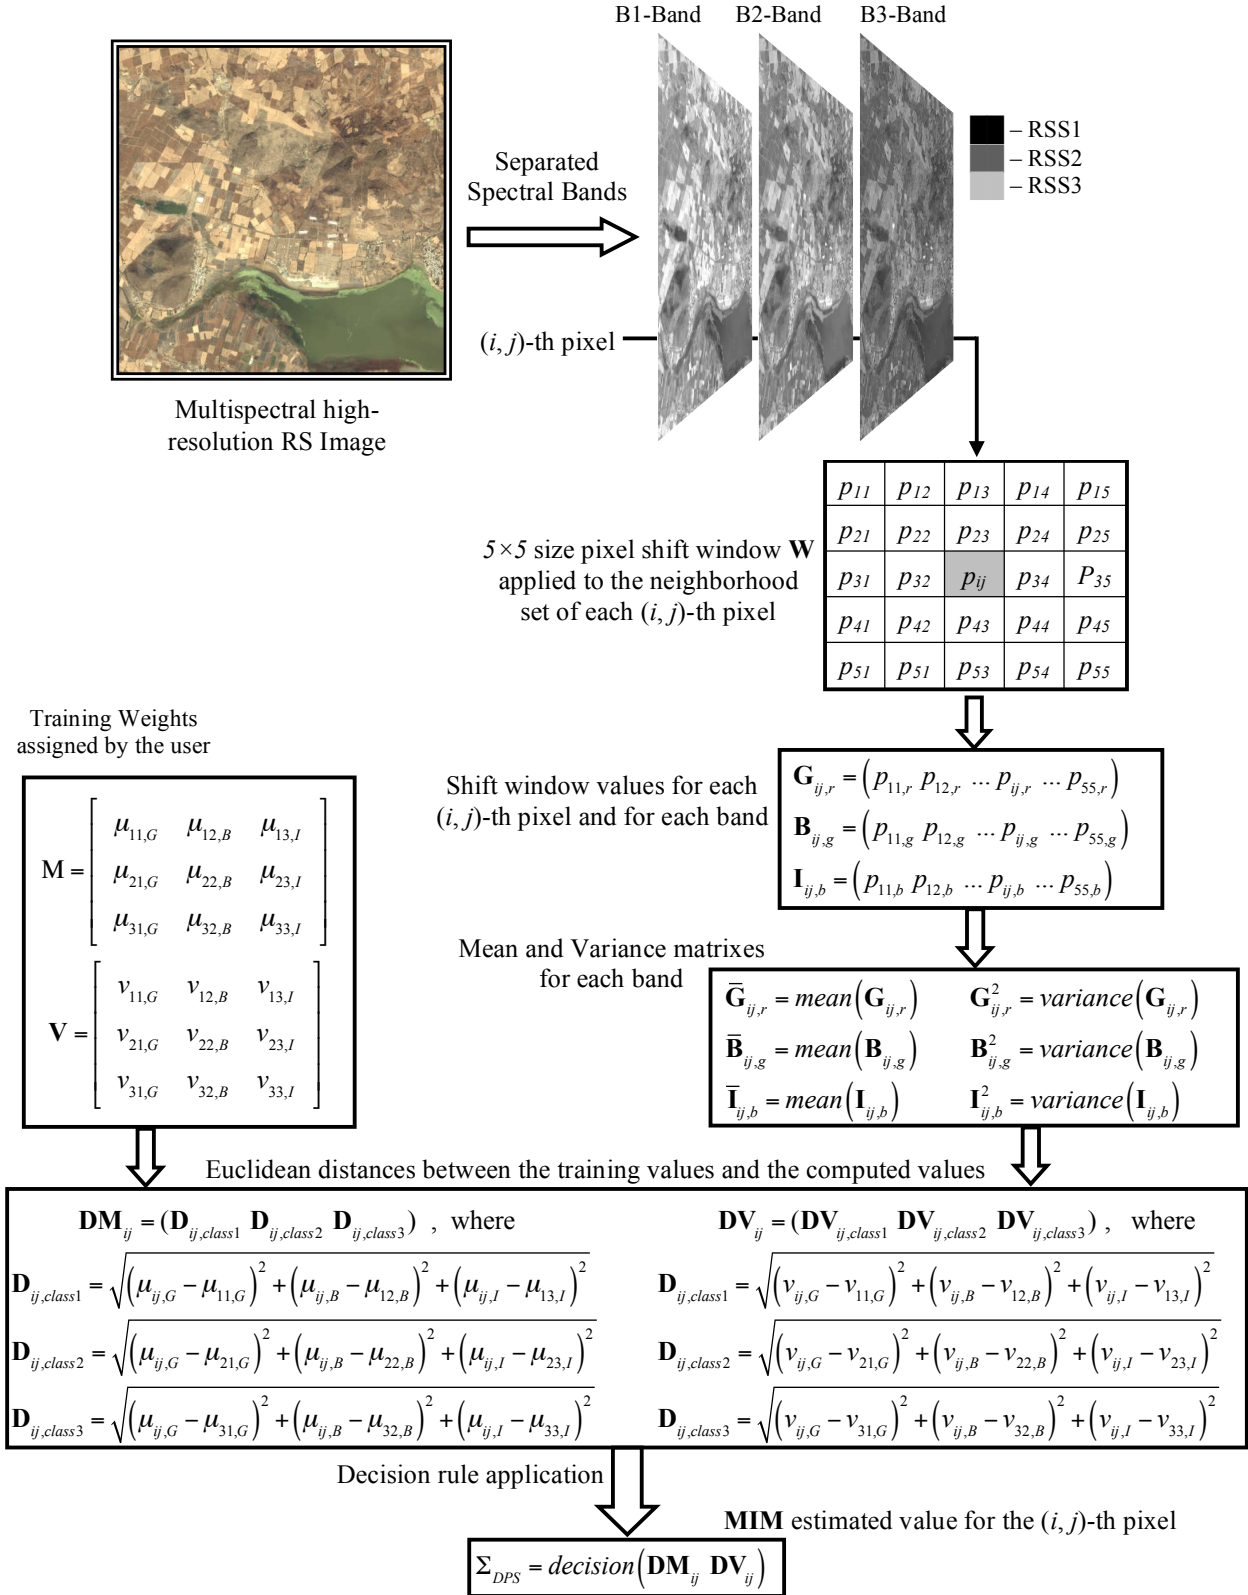 B1-Band B2-Band B3-Band
– RSS1
– RSS2
– RSS3
Separated
Spectral Bands
(i, j)-th pixel
Multispectral high-
resolution RS Image
p11 p12 p13 p14 p15
p21 p22 p23 p24 p25
p31 p32 pij p34 P35
p41 p42 p43 p44 p45
p51 p51 p53 p54 p55
5×5 size pixel shift window W
applied to the neighborhood
set of each (i, j)-th pixel
Training Weights
assigned by the user
M = [ μ11,G μ12,B μ13,I
μ21,G μ22,B μ23,I
μ31,G μ32,B μ33,I ]
V = [ v11,G v12,B v13,I
v21,G v22,B v23,I
v31,G v32,B v33,I ]
Shift window values for each
(i, j)-th pixel and for each band
Gij,r = (p11,r p12,r ... pij,r ... p55,r)
Bij,g = (p11,g p12,g ... pij,g ... p55,g)
Iij,b = (p11,b p12,b ... pij,b ... p55,b)
Mean and Variance matrixes
for each band
G̅ij,r = mean(Gij,r) G²ij,r = variance(Gij,r)
B̅ij,g = mean(Bij,g) B²ij,g = variance(Bij,g)
I̅ij,b = mean(Iij,b) I²ij,b = variance(Iij,b)
Euclidean distances between the training values and the computed values
DMij = (Dij,class1 Dij,class2 Dij,class3) , where
Dij,class1 = √((μij,G − μ11,G)² + (μij,B − μ12,B)² + (μij,I − μ13,I)²)
Dij,class2 = √((μij,G − μ21,G)² + (μij,B − μ22,B)² + (μij,I − μ23,I)²)
Dij,class3 = √((μij,G − μ31,G)² + (μij,B − μ32,B)² + (μij,I − μ33,I)²)
DVij = (DVij,class1 DVij,class2 DVij,class3) , where
Dij,class1 = √((vij,G − v11,G)² + (vij,B − v12,B)² + (vij,I − v13,I)²)
Dij,class2 = √((vij,G − v21,G)² + (vij,B − v22,B)² + (vij,I − v23,I)²)
Dij,class3 = √((vij,G − v31,G)² + (vij,B − v32,B)² + (vij,I − v33,I)²)
Decision rule application
MIM estimated value for the (i, j)-th pixel
ΣDPS = decision(DMij DVij)